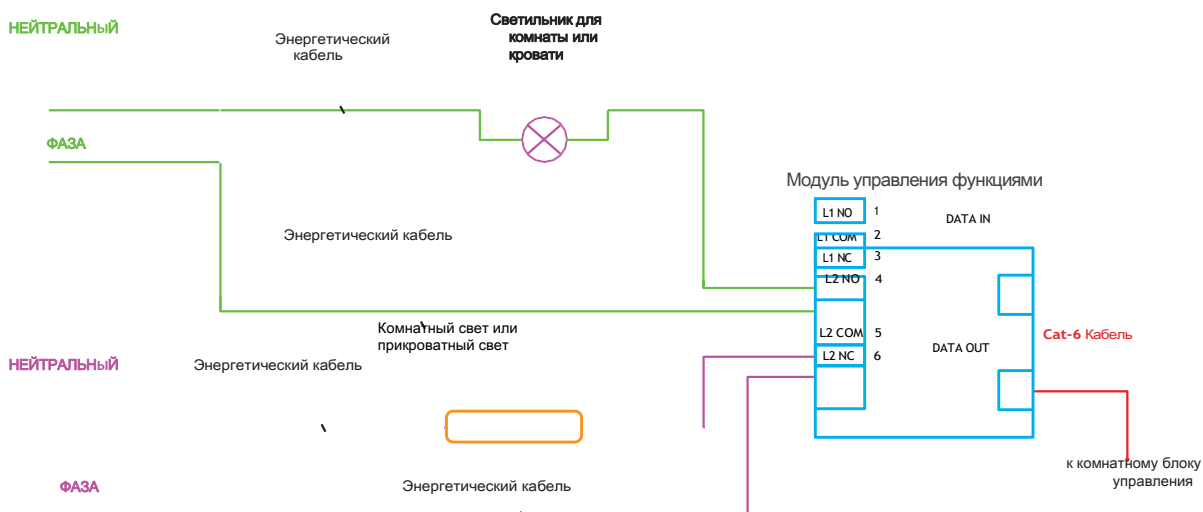 НЕЙТРАЛЬНЫЙ
Энергетический
кабель
Светильник для
комнаты или
кровати
ФАЗА
Модуль управления функциями
L1 NO 1
DATA IN
L1 COM 2
L1 NC 3
L2 NO 4
Энергетический кабель
Комнатный свет или
прикроватный свет
L2 COM 5
L2 NC 6
DATA OUT
Cat-6 Кабель
НЕЙТРАЛЬНЫЙ
Энергетический кабель
ФАЗА
Энергетический кабель
к комнатному блоку
управления